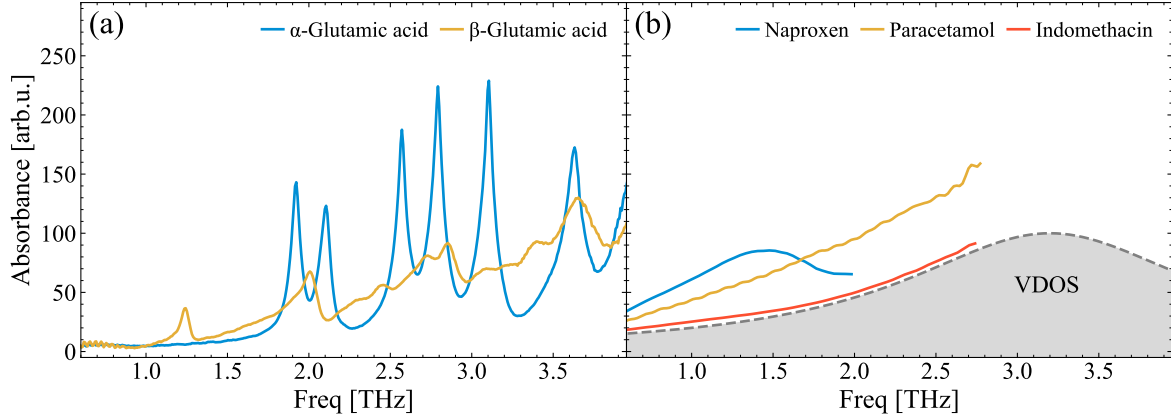 (a)
α-Glutamic acid β-Glutamic acid
(b)
Naproxen Paracetamol Indomethacin
Absorbance [arb.u.]
250
200
150
100
50
0
VDOS
1.0 1.5 2.0 2.5 3.0 3.5
1.0 1.5 2.0 2.5 3.0 3.5
Freq [THz]
Freq [THz]